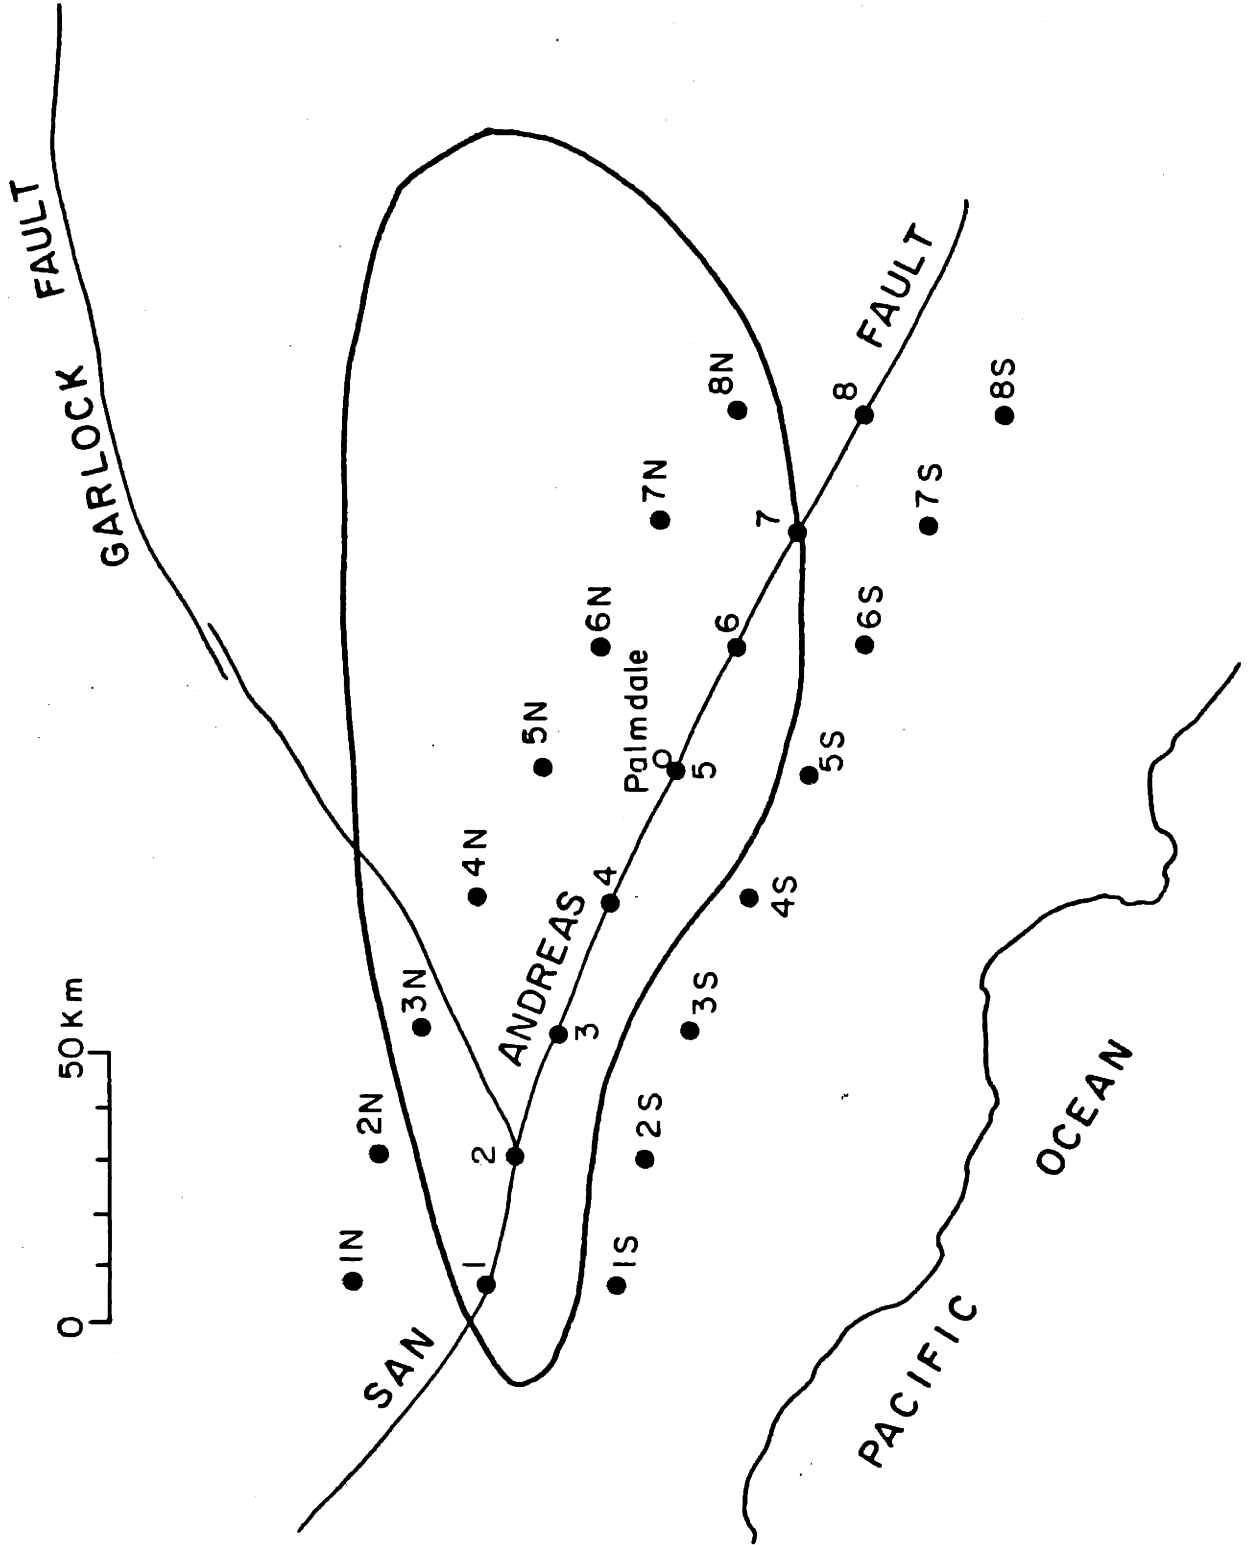 0 50 Km
GARLOCK FAULT
SAN ANDREAS FAULT
1N
2N
3N
4N
5N
6N
7N
8N
Palmdale
1
2
3
4
5
6
7
8
1S
2S
3S
4S
5S
6S
7S
8S
PACIFIC OCEAN